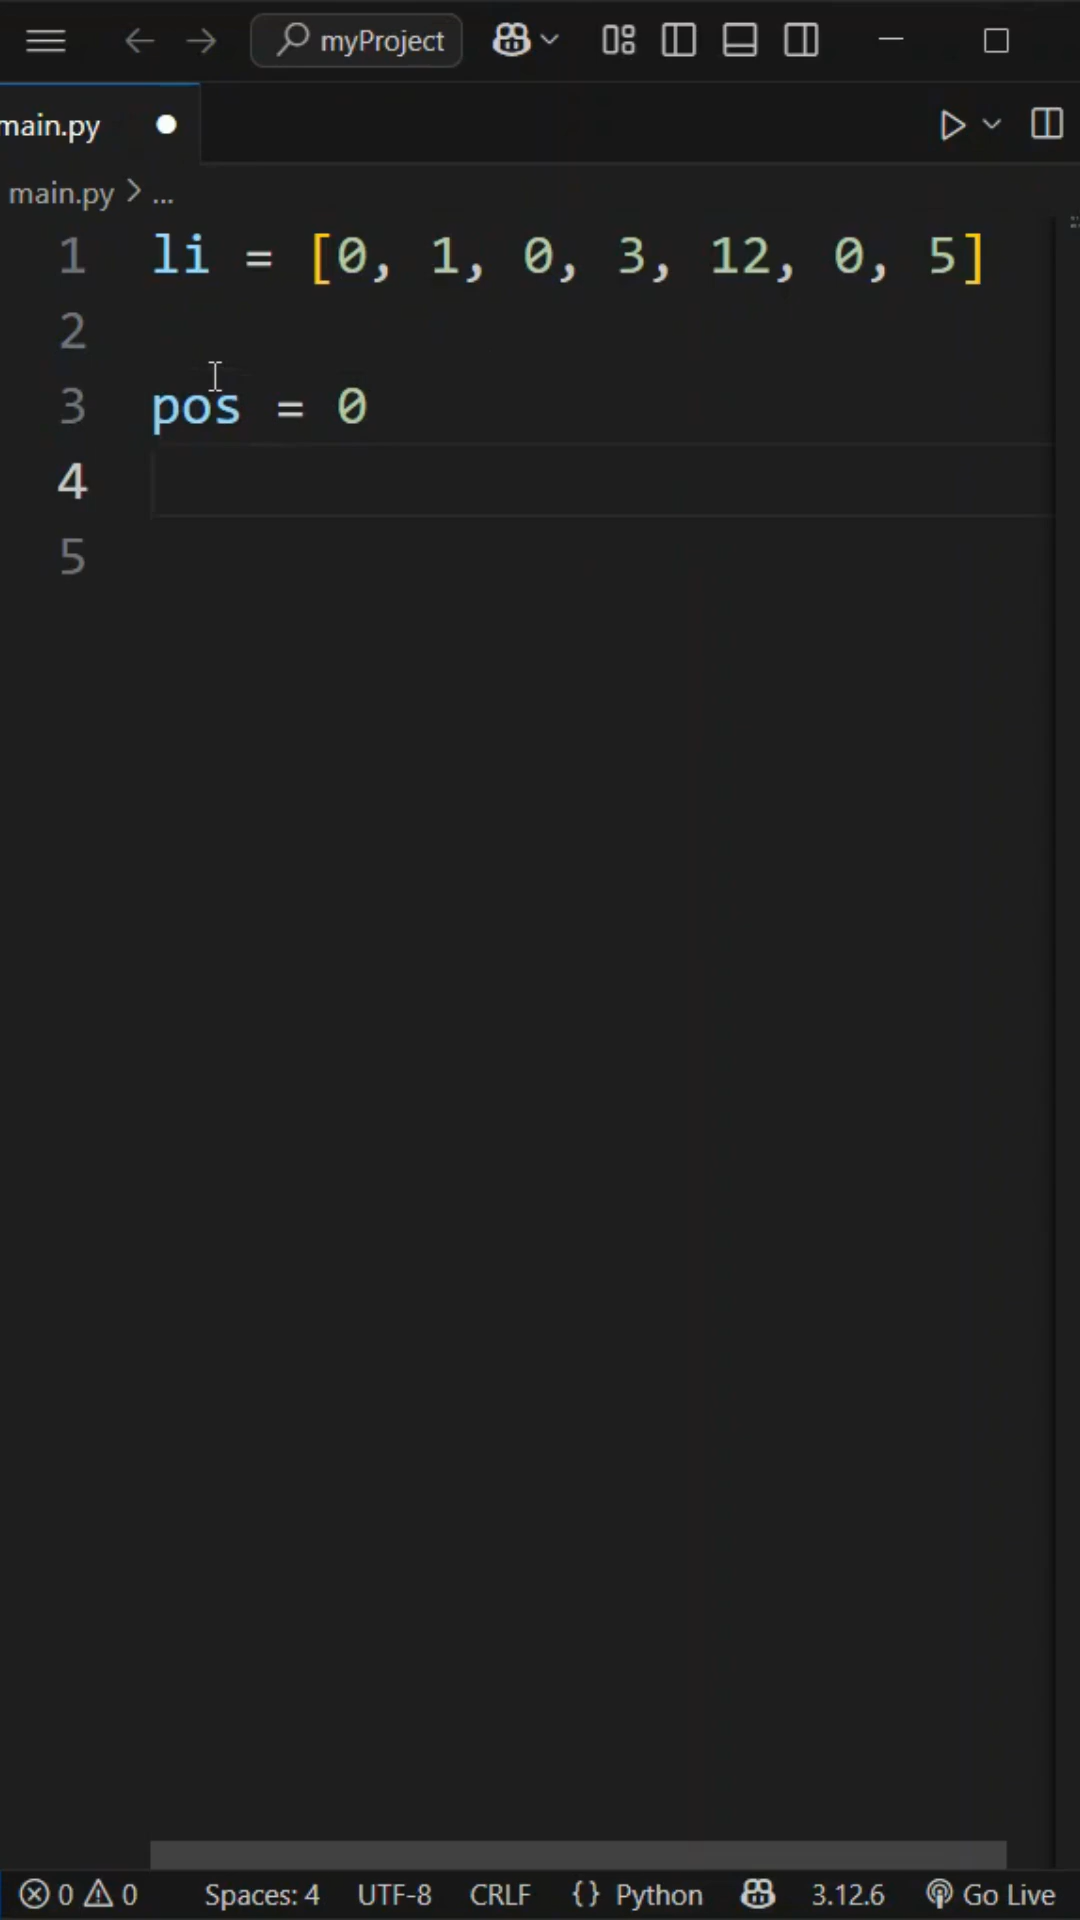 myProject
main.py
main.py > ...
1 li = [0, 1, 0, 3, 12, 0, 5]
2
3 pos = 0
4
5
0 0 Spaces: 4 UTF-8 CRLF {} Python 3.12.6 Go Live